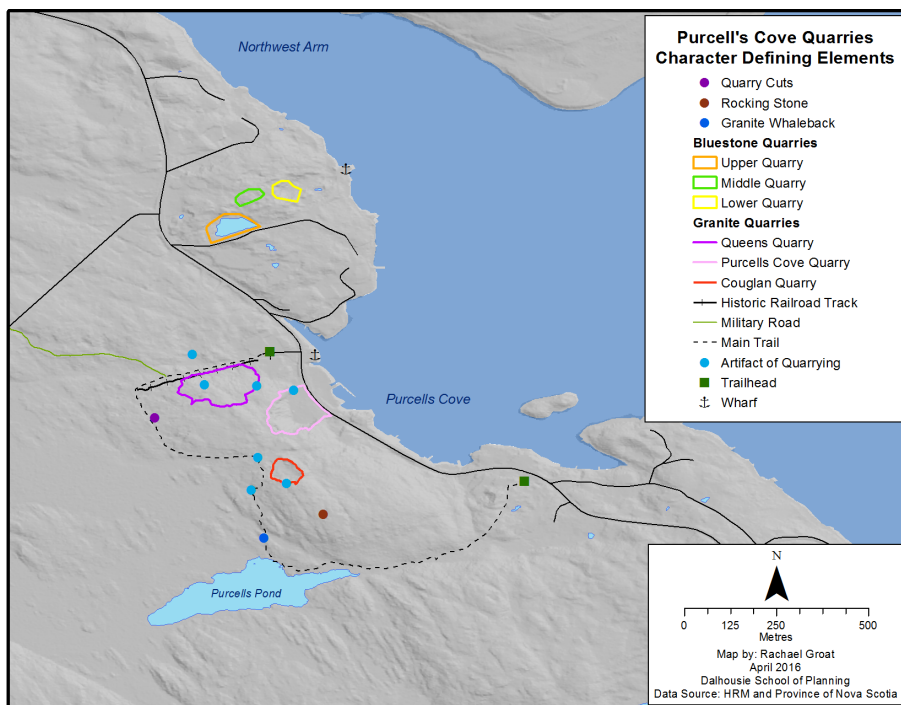 Northwest Arm
Purcells Cove
Purcells Pond
Purcell's Cove Quarries
Character Defining Elements
Quarry Cuts
Rocking Stone
Granite Whaleback
Bluestone Quarries
Upper Quarry
Middle Quarry
Lower Quarry
Granite Quarries
Queens Quarry
Purcells Cove Quarry
Couglan Quarry
Historic Railroad Track
Military Road
Main Trail
Artifact of Quarrying
Trailhead
Wharf
N
0 125 250 500
Metres
Map by: Rachael Groat
April 2016
Dalhousie School of Planning
Data Source: HRM and Province of Nova Scotia